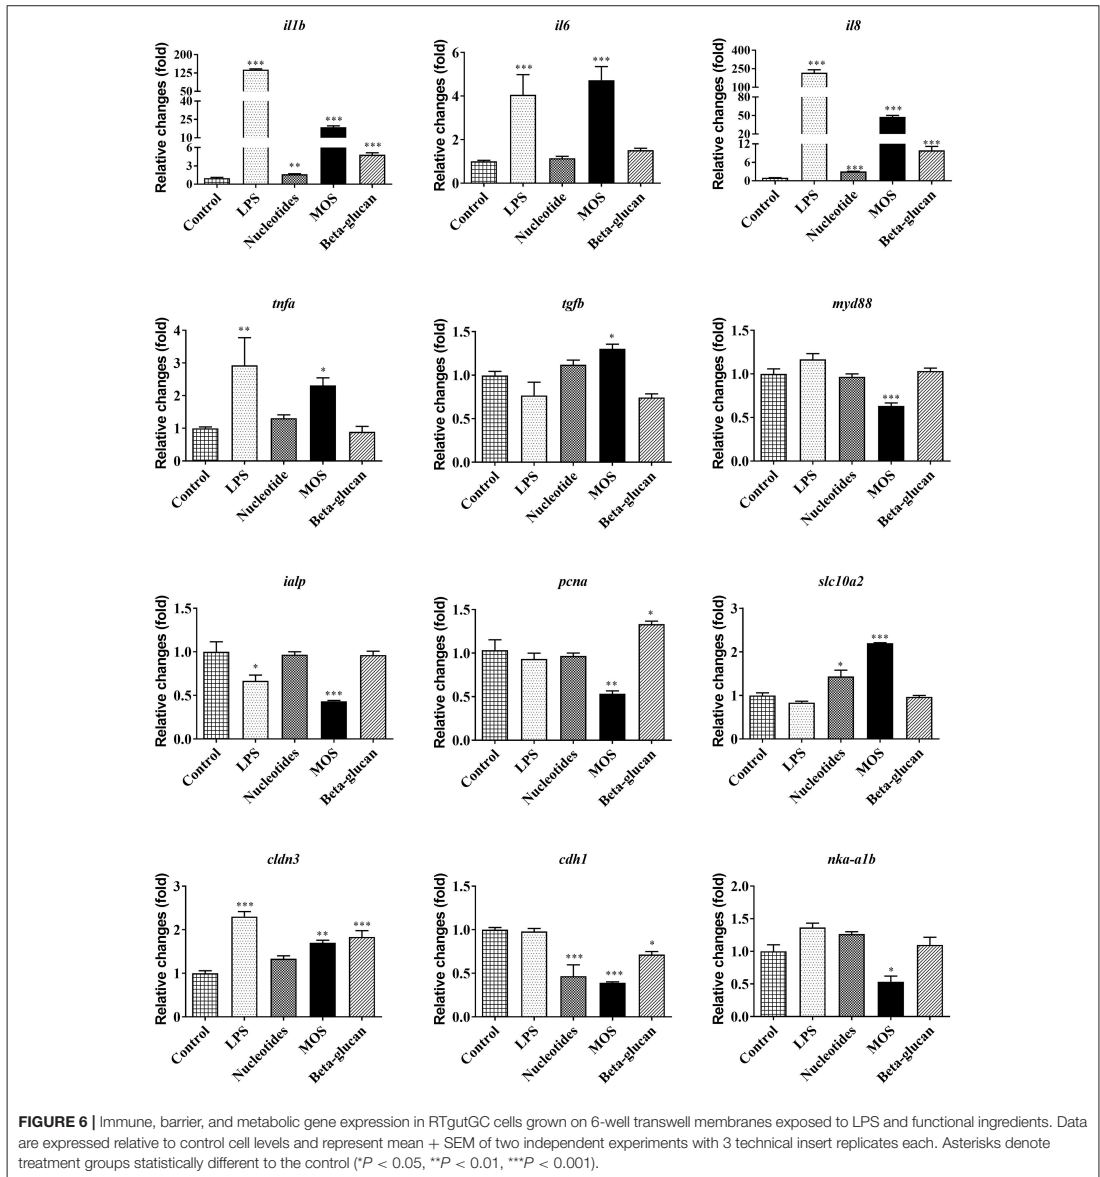 il1b
Relative changes (fold)
200
125
50
40
25
10
6
3
0
***
**
***
***
Control
LPS
Nucleotides
MOS
Beta-glucan
il6
Relative changes (fold)
6
4
2
0
***
***
Control
LPS
Nucleotide
MOS
Beta-glucan
il8
Relative changes (fold)
400
250
100
80
50
20
12
6
0
***
***
***
***
Control
LPS
Nucleotide
MOS
Beta-glucan
tnfa
Relative changes (fold)
4
3
2
1
0
**
*
Control
LPS
Nucleotide
MOS
Beta-glucan
tgfb
Relative changes (fold)
1.5
1.0
0.5
0.0
*
Control
LPS
Nucleotide
MOS
Beta-glucan
myd88
Relative changes (fold)
1.5
1.0
0.5
0.0
***
Control
LPS
Nucleotides
MOS
Beta-glucan
ialp
Relative changes (fold)
1.5
1.0
0.5
0.0
*
***
Control
LPS
Nucleotides
MOS
Beta-glucan
pcna
Relative changes (fold)
1.5
1.0
0.5
0.0
**
*
Control
LPS
Nucleotides
MOS
Beta-glucan
slc10a2
Relative changes (fold)
3
2
1
0
*
***
Control
LPS
Nucleotides
MOS
Beta-glucan
cldn3
Relative changes (fold)
3
2
1
0
***
**
***
Control
LPS
Nucleotides
MOS
Beta-glucan
cdh1
Relative changes (fold)
1.5
1.0
0.5
0.0
***
***
*
Control
LPS
Nucleotides
MOS
Beta-glucan
nka-a1b
Relative changes (fold)
2.0
1.5
1.0
0.5
0.0
*
Control
LPS
Nucleotides
MOS
Beta-glucan
FIGURE 6 | Immune, barrier, and metabolic gene expression in RTgutGC cells grown on 6-well transwell membranes exposed to LPS and functional ingredients. Data
are expressed relative to control cell levels and represent mean + SEM of two independent experiments with 3 technical insert replicates each. Asterisks denote
treatment groups statistically different to the control (*P < 0.05, **P < 0.01, ***P < 0.001).